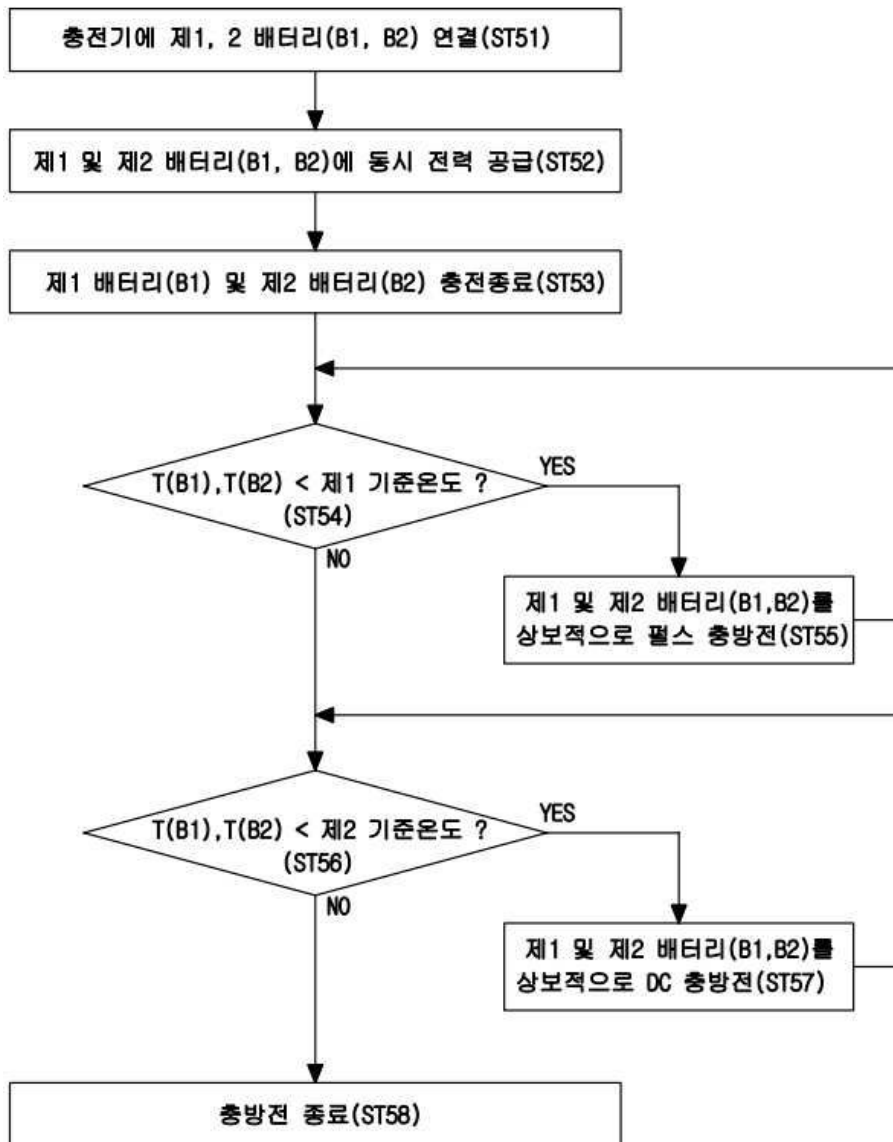 충전기에 제1, 2 배터리(B1, B2) 연결(ST51)
제1 및 제2 배터리(B1, B2)에 동시 전력 공급(ST52)
제1 배터리(B1) 및 제2 배터리(B2) 충전종료(ST53)
T(B1),T(B2) < 제1 기준온도 ?
(ST54)
YES
NO
제1 및 제2 배터리(B1,B2)를
상보적으로 펄스 충방전(ST55)
T(B1),T(B2) < 제2 기준온도 ?
(ST56)
YES
NO
제1 및 제2 배터리(B1,B2)를
상보적으로 DC 충방전(ST57)
충방전 종료(ST58)